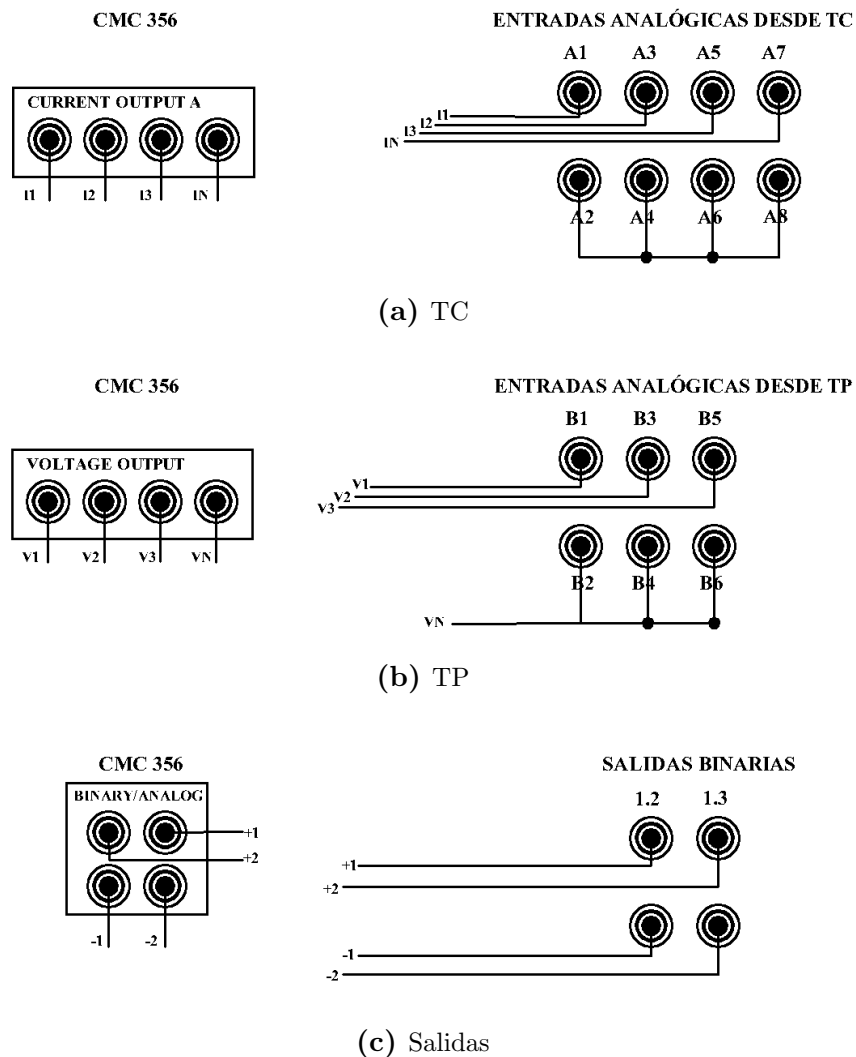 CMC 356
ENTRADAS ANALÓGICAS DESDE TC
A1 A3 A5 A7
CURRENT OUTPUT A
I1
I2
I3
IN
I1 I2 I3 IN
A2 A4 A6 A8
(a) TC
CMC 356
ENTRADAS ANALÓGICAS DESDE TP
B1 B3 B5
VOLTAGE OUTPUT
V1
V2
V3
V1 V2 V3 VN
B2 B4 B6
VN
(b) TP
CMC 356
SALIDAS BINARIAS
BINARY/ANALOG
1.2 1.3
+1
+2
+1
+2
-1 -2
-1
-2
(c) Salidas